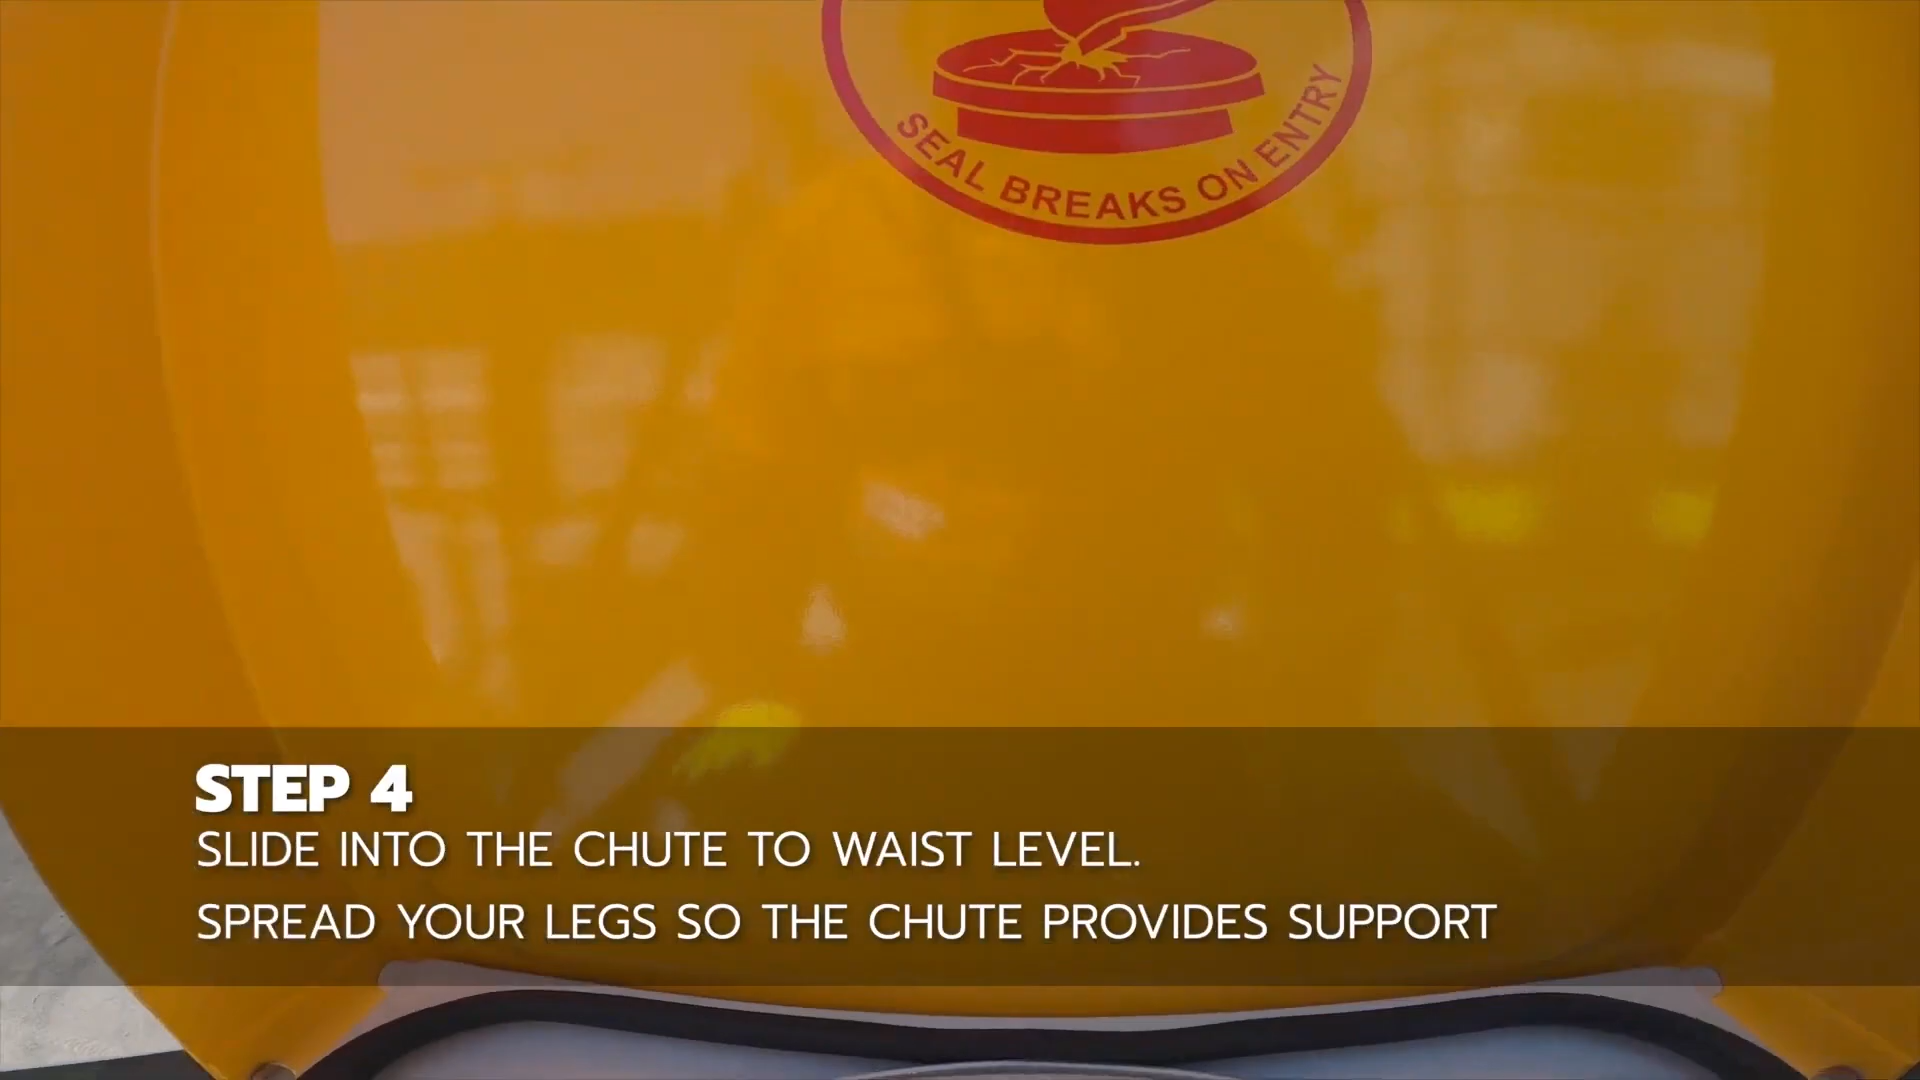 SEAL BREAKS ON ENTRY
STEP 4
SLIDE INTO THE CHUTE TO WAIST LEVEL.
SPREAD YOUR LEGS SO THE CHUTE PROVIDES SUPPORT